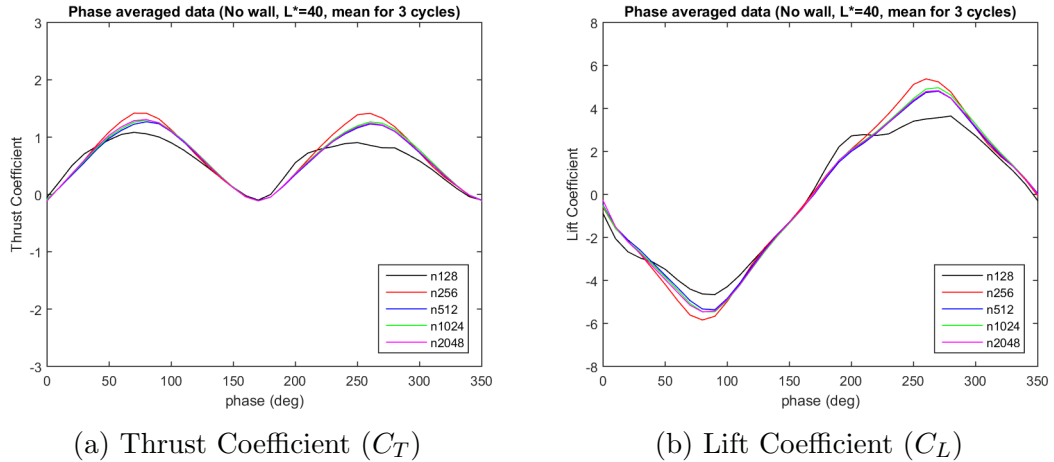 Phase averaged data (No wall, L*=40, mean for 3 cycles)
3
2
1
0
-1
-2
-3
Thrust Coefficient
n128
n256
n512
n1024
n2048
0 50 100 150 200 250 300 350
phase (deg)
(a) Thrust Coefficient (C_T)
Phase averaged data (No wall, L*=40, mean for 3 cycles)
8
6
4
2
0
-2
-4
-6
-8
Lift Coefficient
n128
n256
n512
n1024
n2048
0 50 100 150 200 250 300 350
phase (deg)
(b) Lift Coefficient (C_L)